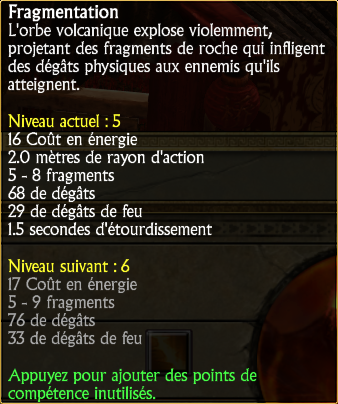 Fragmentation
L'orbe volcanique explose violemment,
projetant des fragments de roche qui infligent
des dégâts physiques aux ennemis qu'ils
atteignent.
Niveau actuel : 5
16 Coût en énergie
2.0 mètres de rayon d'action
5 - 8 fragments
68 de dégâts
29 de dégâts de feu
1.5 secondes d'étourdissement
Niveau suivant : 6
17 Coût en énergie
5 - 9 fragments
76 de dégâts
33 de dégâts de feu
Appuyez pour ajouter des points de
compétence inutilisés.